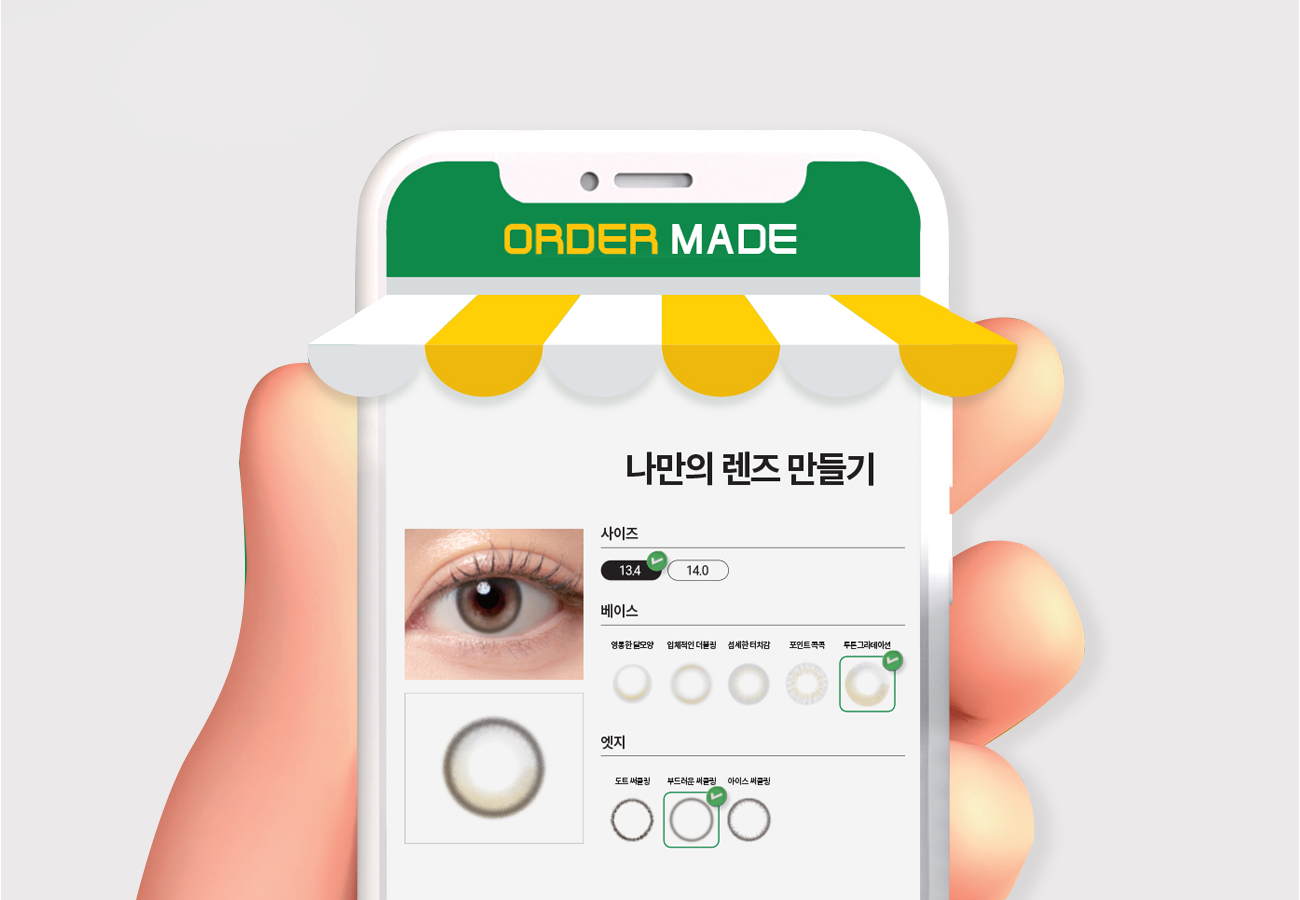 ORDER MADE
나만의 렌즈 만들기
사이즈
13.4 14.0
베이스
영롱한 달모양 입체적인 더블링 섬세한 터치감 포인트 콕콕 투톤그라데이션
엣지
도트 써클링 부드러운 써클링 아이스 써클링